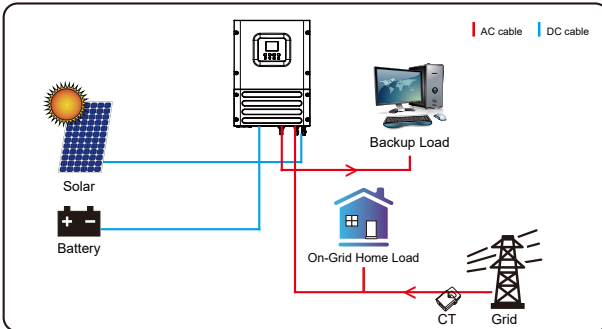 AC cable
DC cable
Backup Load
Solar
Battery
On-Grid Home Load
CT
Grid